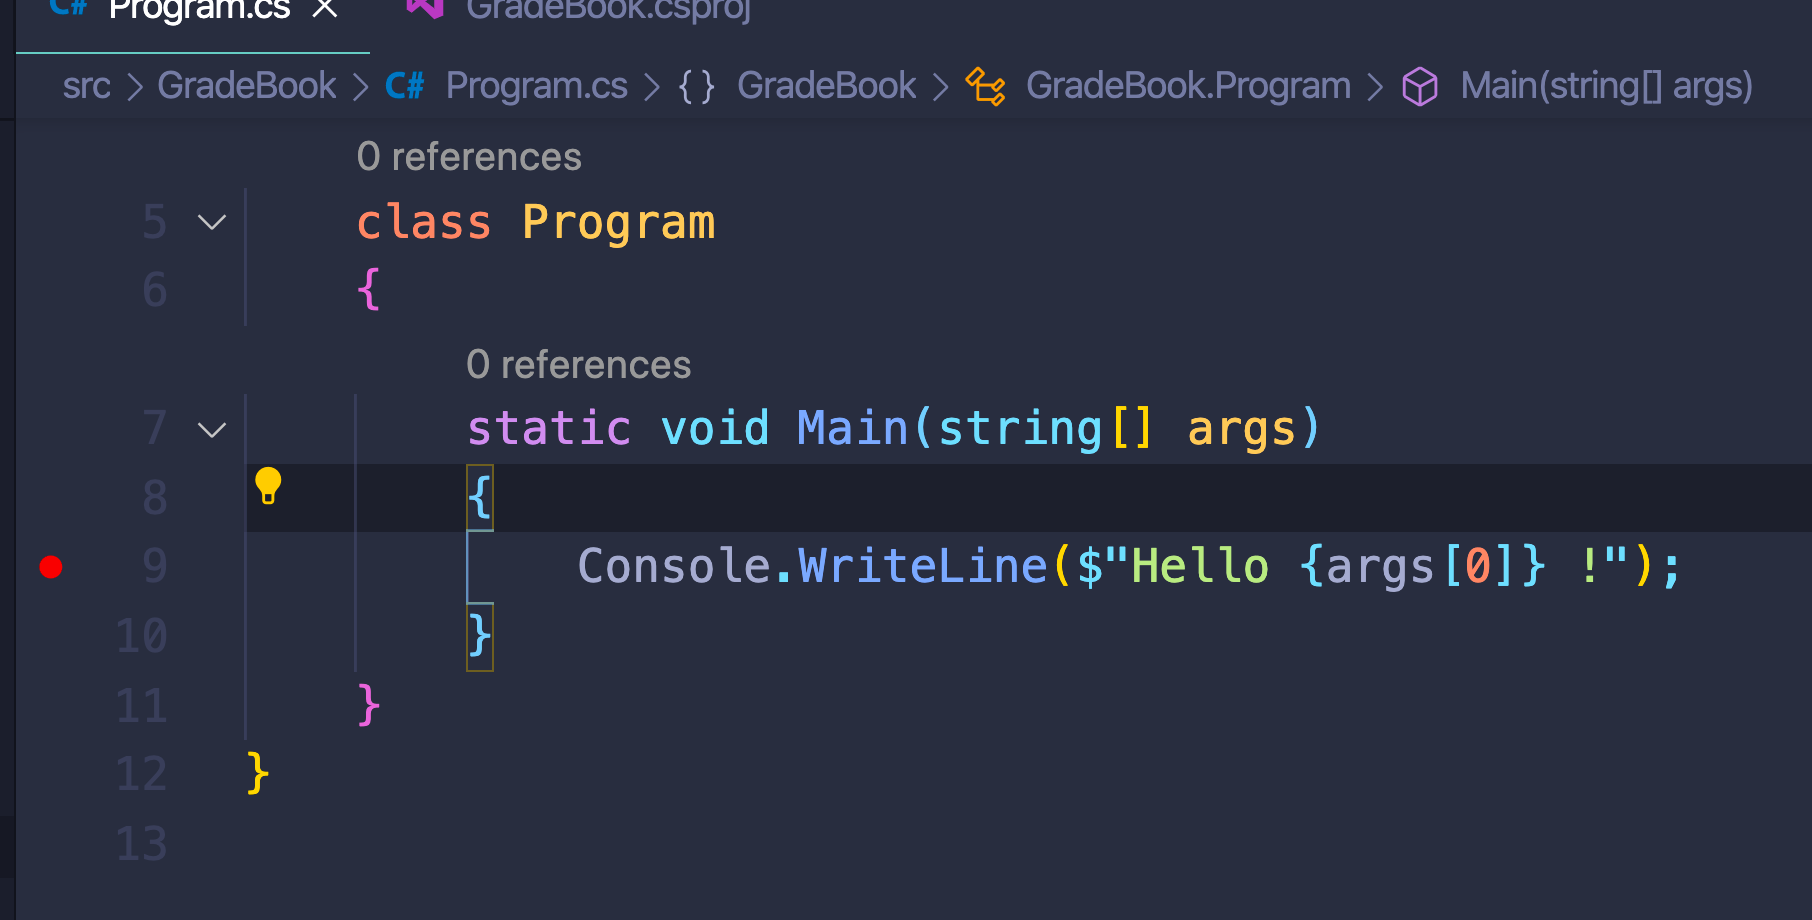 C# Program.cs GradeBook.csproj
src > GradeBook > C# Program.cs > {} GradeBook > GradeBook.Program > Main(string[] args)
0 references
5 class Program
6 {
0 references
7 static void Main(string[] args)
8 {
9 Console.WriteLine($"Hello {args[0]} !");
10 }
11 }
12 }
13